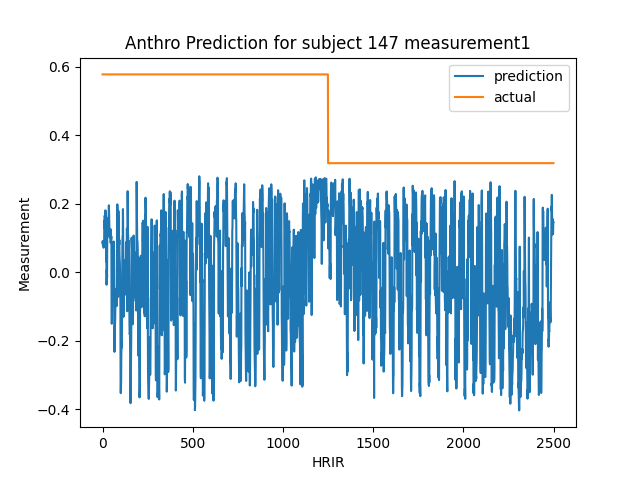 Anthro Prediction for subject 147 measurement1
prediction
actual
0.6
0.4
0.2
0.0
−0.2
−0.4
Measurement
0
500
1000
1500
2000
2500
HRIR